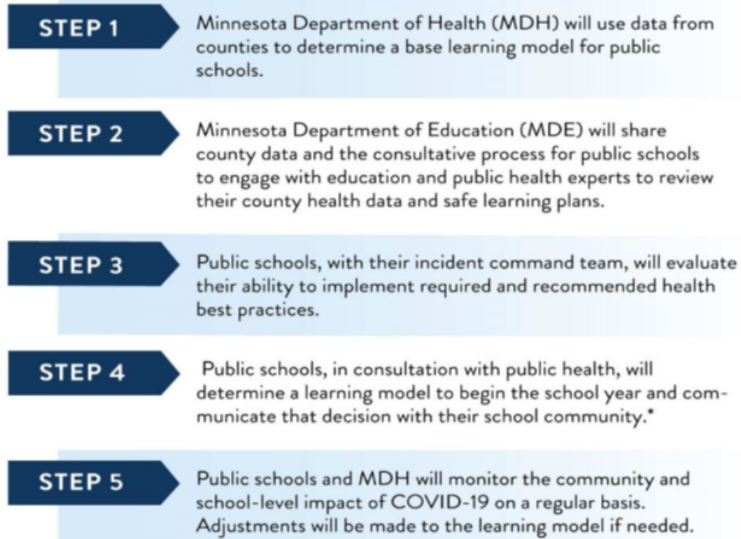 STEP 1
Minnesota Department of Health (MDH) will use data from
counties to determine a base learning model for public
schools.
STEP 2
Minnesota Department of Education (MDE) will share
county data and the consultative process for public schools
to engage with education and public health experts to review
their county health data and safe learning plans.
STEP 3
Public schools, with their incident command team, will evaluate
their ability to implement required and recommended health
best practices.
STEP 4
Public schools, in consultation with public health, will
determine a learning model to begin the school year and com-
municate that decision with their school community.*
STEP 5
Public schools and MDH will monitor the community and
school-level impact of COVID-19 on a regular basis.
Adjustments will be made to the learning model if needed.